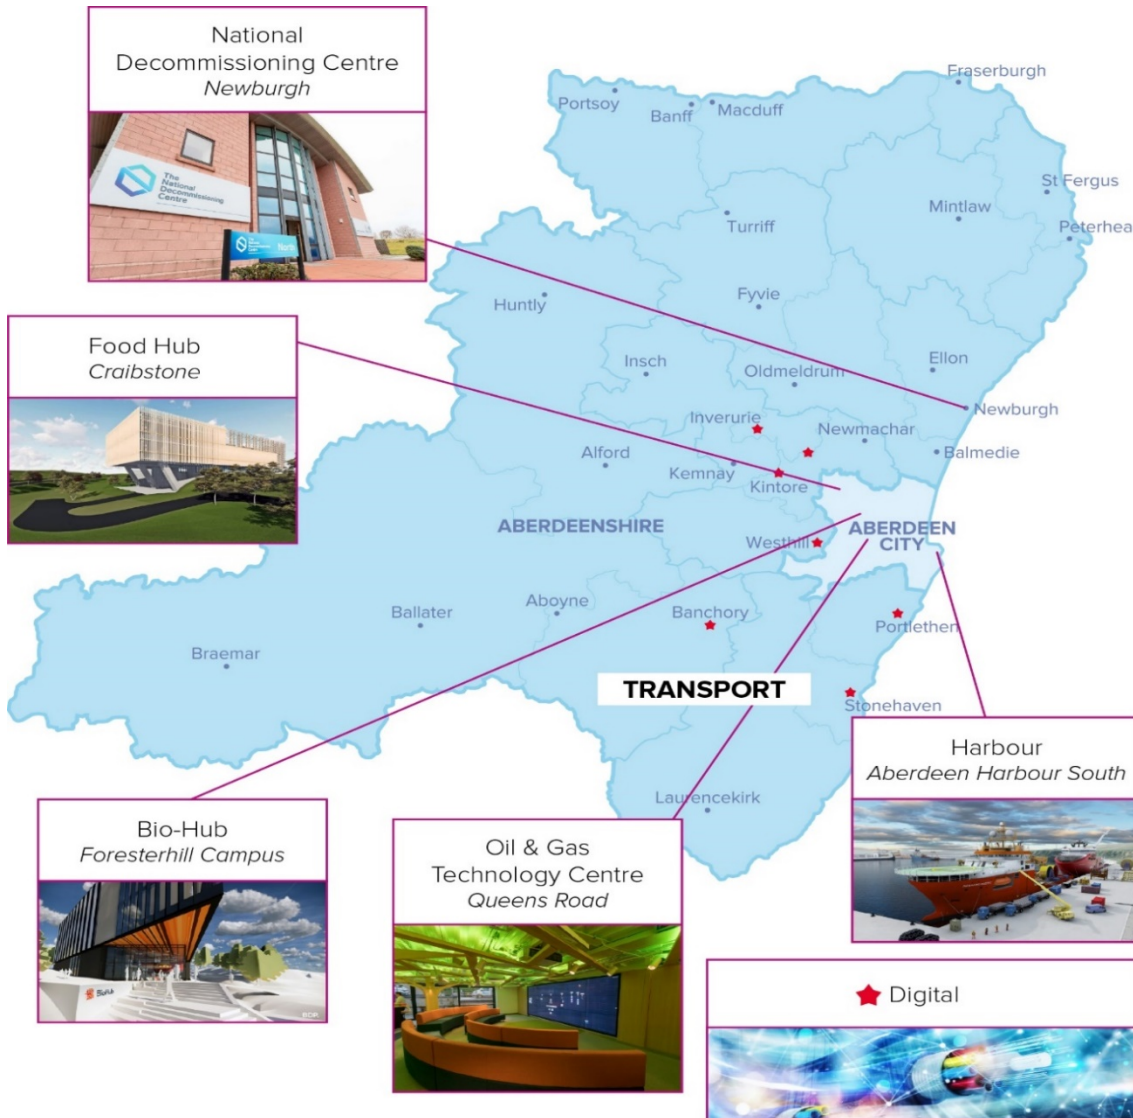 National
Decommissioning Centre
Newburgh
The
National
Decommissioning
Centre
North
Food Hub
Craibstone
Fraserburgh
Portsoy
Banff
Macduff
St Fergus
Mintlaw
Turriff
Peterhea
Huntly
Fyvie
Ellon
Insch
Oldmeldrum
Newburgh
Inverurie
Newmachar
Balmedie
Alford
Kemnay
Kintore
ABERDEENSHIRE
Westhill
ABERDEEN
CITY
Aboyne
Ballater
Banchory
Portlethen
Braemar
TRANSPORT
Stonehaven
Laurencekirk
Harbour
Aberdeen Harbour South
Bio-Hub
Foresterhill Campus
BioHub
Oil & Gas
Technology Centre
Queens Road
Digital